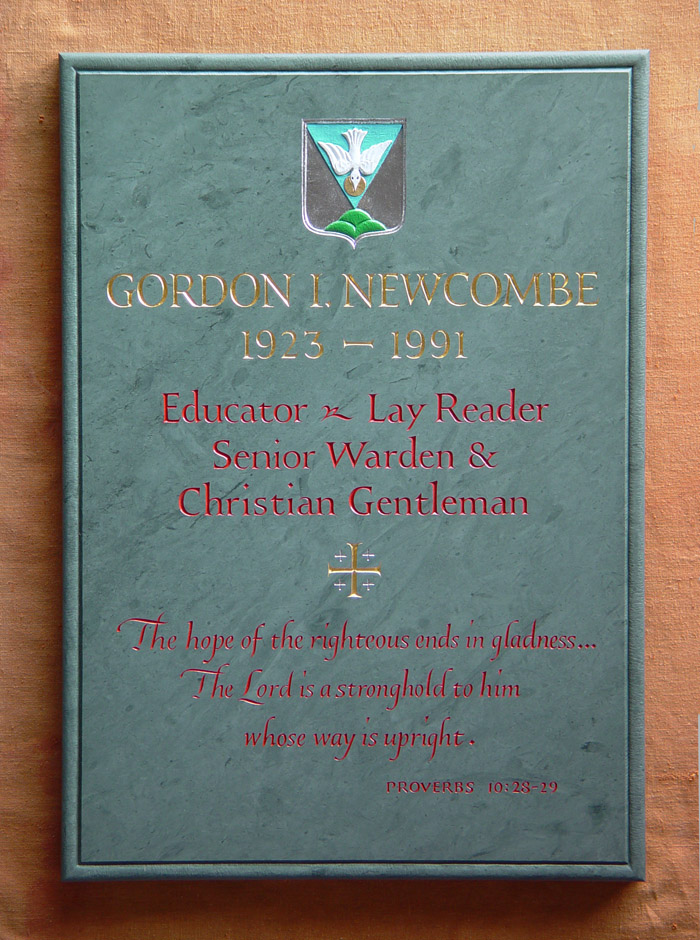 GORDON I. NEWCOMBE
1923 — 1991
Educator ~ Lay Reader
Senior Warden &
Christian Gentleman
The hope of the righteous ends in gladness...
The Lord is a stronghold to him
whose way is upright.
PROVERBS 10:28-29